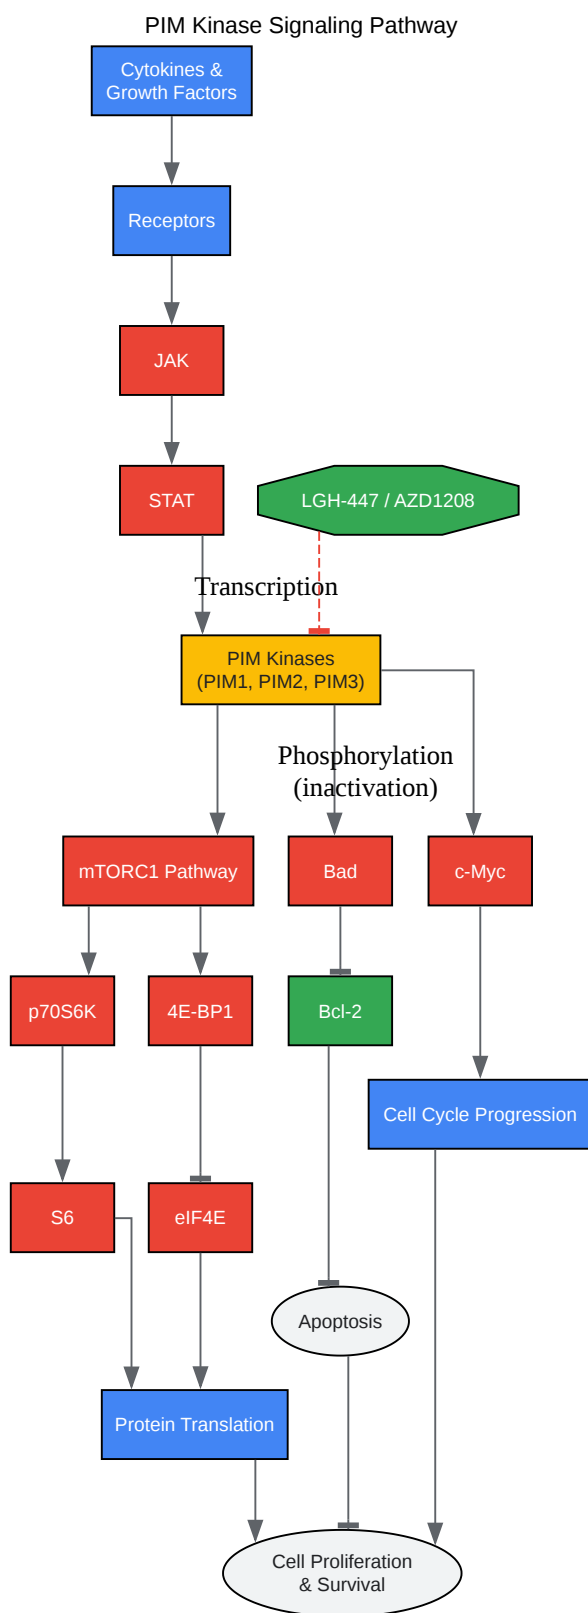 PIM Kinase Signaling Pathway
Cytokines &
Growth Factors
Receptors
JAK
STAT
LGH-447 / AZD1208
Transcription
PIM Kinases
(PIM1, PIM2, PIM3)
Phosphorylation
(inactivation)
mTORC1 Pathway
Bad
c-Myc
p70S6K
4E-BP1
Bcl-2
Cell Cycle Progression
S6
eIF4E
Apoptosis
Protein Translation
Cell Proliferation
& Survival